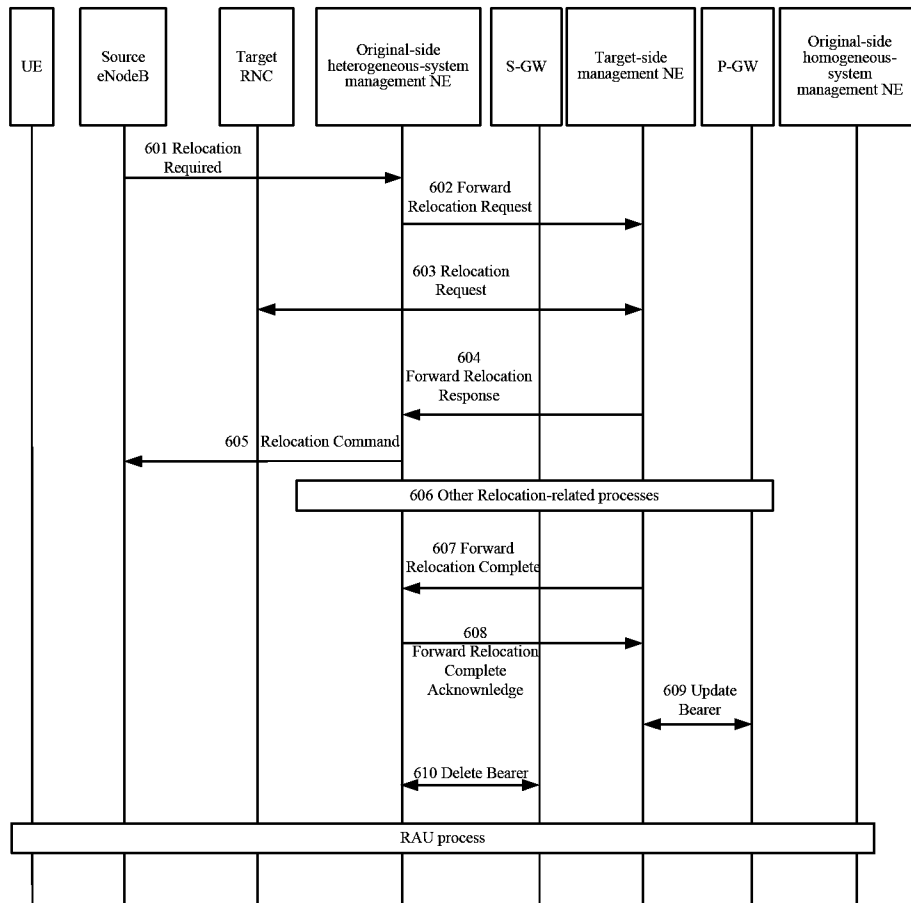 UE
Source
eNodeB
Target
RNC
Original-side
heterogeneous-system
management NE
S-GW
Target-side
management NE
P-GW
Original-side
homogeneous-
system
management NE
601 Relocation
Required
602 Forward
Relocation Request
603 Relocation
Request
604
Forward Relocation
Response
605 Relocation Command
606 Other Relocation-related processes
607 Forward
Relocation Complete
608
Forward Relocation
Complete
Acknownledge
609 Update
Bearer
610 Delete Bearer
RAU process